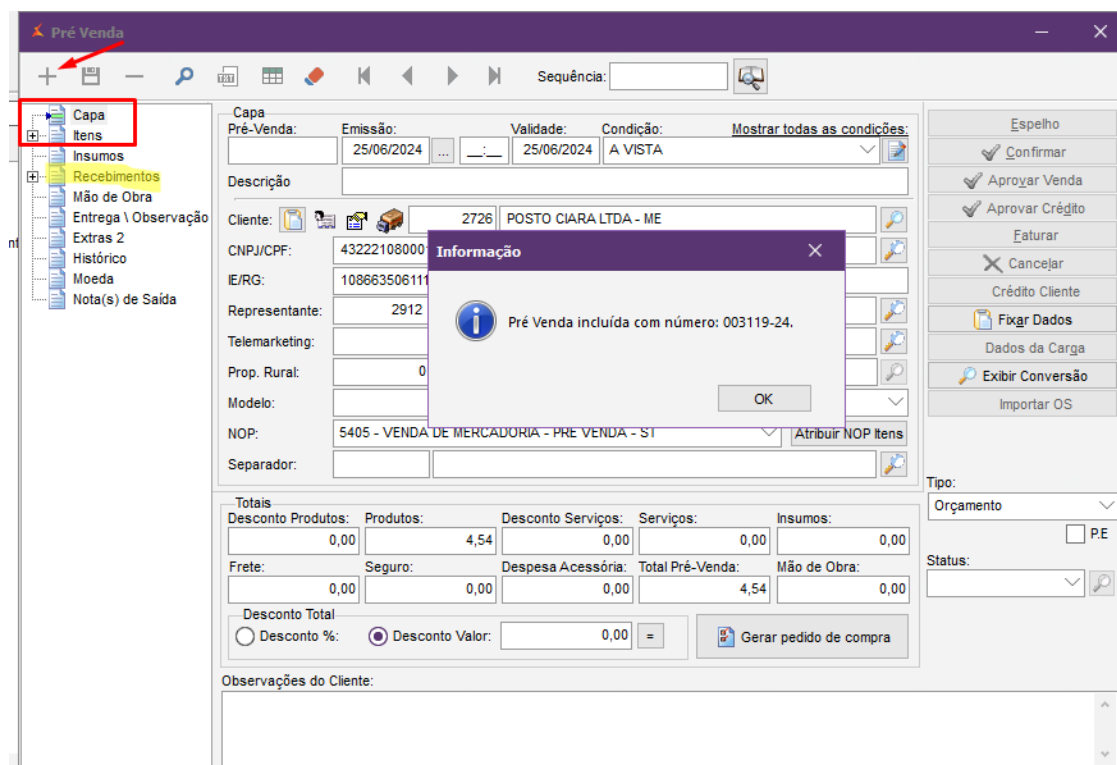 Pré Venda
TXT
Sequência:
Capa
Itens
Insumos
Recebimentos
Mão de Obra
Entrega \ Observação
Extras 2
Histórico
Moeda
Nota(s) de Saída
Capa
Pré-Venda: Emissão: Validade: Condição: Mostrar todas as condições:
25/06/2024 ... __:__ 25/06/2024 A VISTA
Descrição
Cliente: 2726 POSTO CIARA LTDA - ME
CNPJ/CPF: 4322210800
IE/RG: 108663506111
Representante: 2912
Telemarketing:
Prop. Rural: 0
Modelo:
NOP: 5405 - VENDA DE MERCADORIA - PRE VENDA - ST Atribuir NOP Itens
Separador:
Informação
Pré Venda incluída com número: 003119-24.
OK
Totais
Desconto Produtos: Produtos: Desconto Serviços: Serviços: Insumos:
0,00 4,54 0,00 0,00 0,00
Frete: Seguro: Despesa Acessória: Total Pré-Venda: Mão de Obra:
0,00 0,00 0,00 4,54 0,00
Desconto Total
Desconto %: Desconto Valor: 0,00 = Gerar pedido de compra
Observações do Cliente:
Espelho
Confirmar
Aprovar Venda
Aprovar Crédito
Faturar
Cancelar
Crédito Cliente
Fixar Dados
Dados da Carga
Exibir Conversão
Importar OS
Tipo:
Orçamento
P.E
Status: